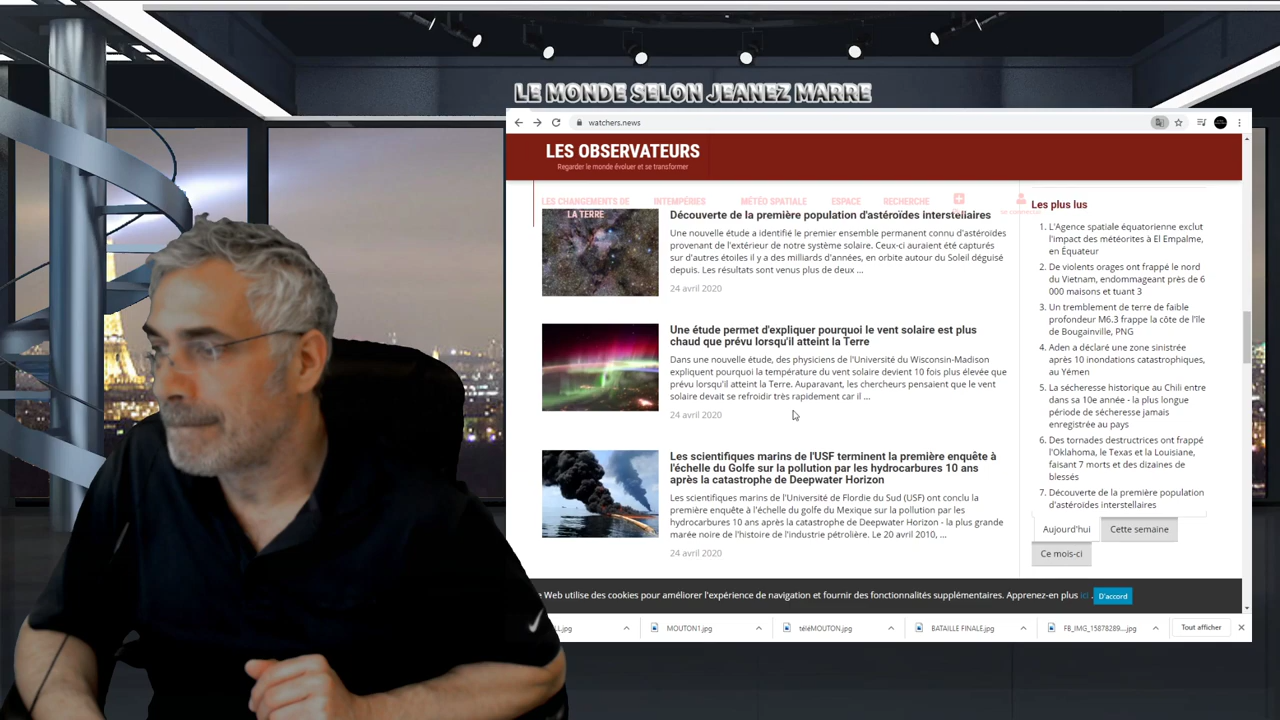 LE MONDE SELON JEANEZ MARRE
watchers.news
LES OBSERVATEURS
Regarder le monde évoluer et se transformer
LES CHANGEMENTS DE
LA TERRE
INTEMPÉRIES
MÉTÉO SPATIALE
ESPACE
RECHERCHE
Découverte de la première population d'astéroïdes interstellaires
Une nouvelle étude a identifié le premier ensemble permanent connu d'astéroïdes
provenant de l'extérieur de notre système solaire. Ceux-ci auraient été capturés
sur d'autres étoiles il y a des milliards d'années, en orbite autour du Soleil déguisé
depuis. Les résultats sont venus plus de deux ...
24 avril 2020
Une étude permet d'expliquer pourquoi le vent solaire est plus
chaud que prévu lorsqu'il atteint la Terre
Dans une nouvelle étude, des physiciens de l'Université du Wisconsin-Madison
expliquent pourquoi la température du vent solaire devient 10 fois plus élevée que
prévu lorsqu'il atteint la Terre. Auparavant, les chercheurs pensaient que le vent
solaire devait se refroidir très rapidement car il ...
24 avril 2020
Les scientifiques marins de l'USF terminent la première enquête à
l'échelle du Golfe sur la pollution par les hydrocarbures 10 ans
après la catastrophe de Deepwater Horizon
Les scientifiques marins de l'Université de Flordie du Sud (USF) ont conclu la
première enquête à l'échelle du golfe du Mexique sur la pollution par les
hydrocarbures 10 ans après la catastrophe de Deepwater Horizon - la plus grande
marée noire de l'histoire de l'industrie pétrolière. Le 20 avril 2010, ...
24 avril 2020
Les plus lus
1. L'Agence spatiale équatorienne exclut
l'impact des météorites à El Empalme,
en Équateur
2. De violents orages ont frappé le nord
du Vietnam, endommageant près de 6
000 maisons et tuant 3
3. Un tremblement de terre de faible
profondeur M6.3 frappe la côte de l'île
de Bougainville, PNG
4. Aden a déclaré une zone sinistrée
après 10 inondations catastrophiques,
au Yémen
5. La sécheresse historique au Chili entre
dans sa 10e année - la plus longue
période de sécheresse jamais
enregistrée au pays
6. Des tornades destructrices ont frappé
l'Oklahoma, le Texas et la Louisiane,
faisant 7 morts et des dizaines de
blessés
7. Découverte de la première population
d'astéroïdes interstellaires
Aujourd'hui
Cette semaine
Ce mois-ci
e Web utilise des cookies pour améliorer l'expérience de navigation et fournir des fonctionnalités supplémentaires. Apprenez-en plus ici .
D'accord
LL.jpg
MOUTON1.jpg
téléMOUTON.jpg
BATAILLE FINALE.jpg
FB_IMG_15878289....jpg
Tout afficher